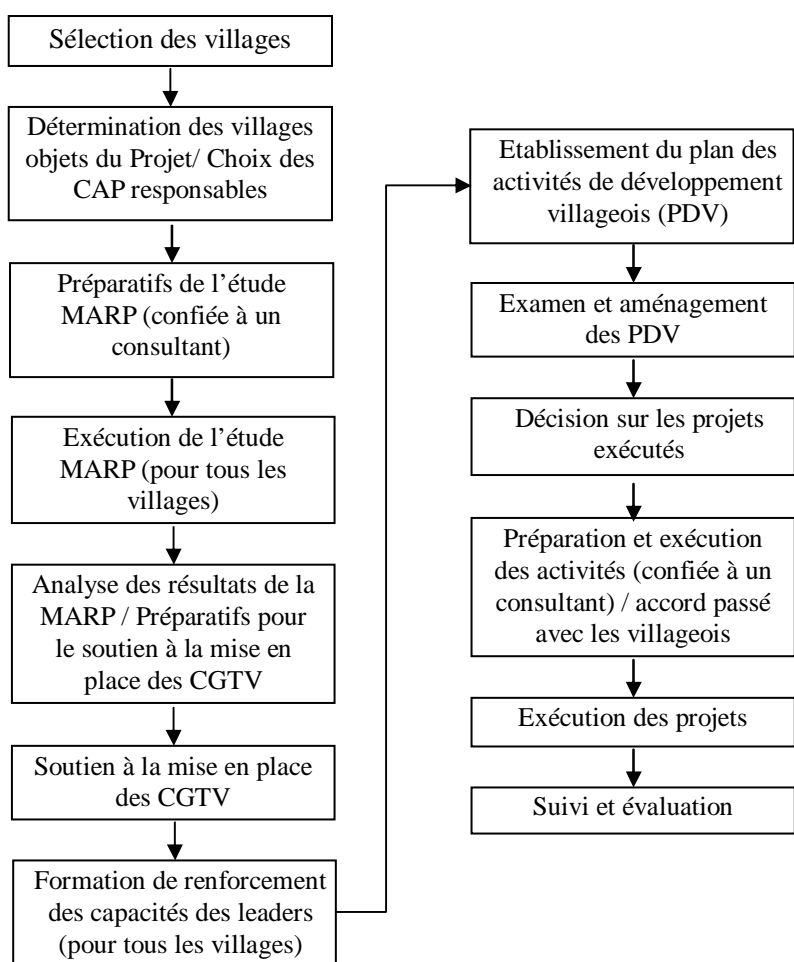 Sélection des villages
Détermination des villages
objets du Projet/ Choix des
CAP responsables
Préparatifs de l’étude
MARP (confiée à un
consultant)
Exécution de l’étude
MARP (pour tous les
villages)
Analyse des résultats de la
MARP / Préparatifs pour
le soutien à la mise en
place des CGTV
Soutien à la mise en place
des CGTV
Formation de renforcement
des capacités des leaders
(pour tous les villages)
Etablissement du plan des
activités de développement
villageois (PDV)
Examen et aménagement
des PDV
Décision sur les projets
exécutés
Préparation et exécution
des activités (confiée à un
consultant) / accord passé
avec les villageois
Exécution des projets
Suivi et évaluation